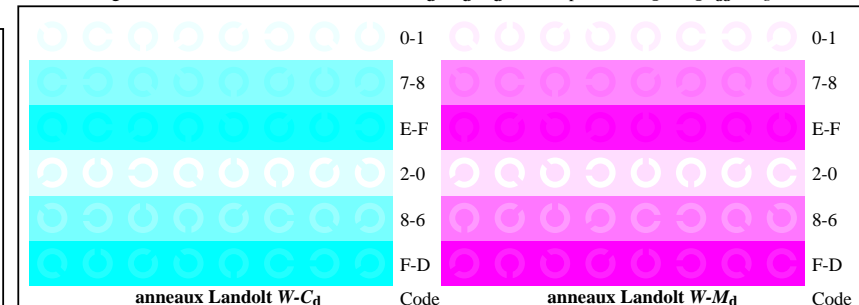 0-1 0-1
7-8 7-8
E-F E-F
2-0 2-0
8-6 8-6
F-D F-D
anneaux Landolt W-Cd Code anneaux Landolt W-Md Code